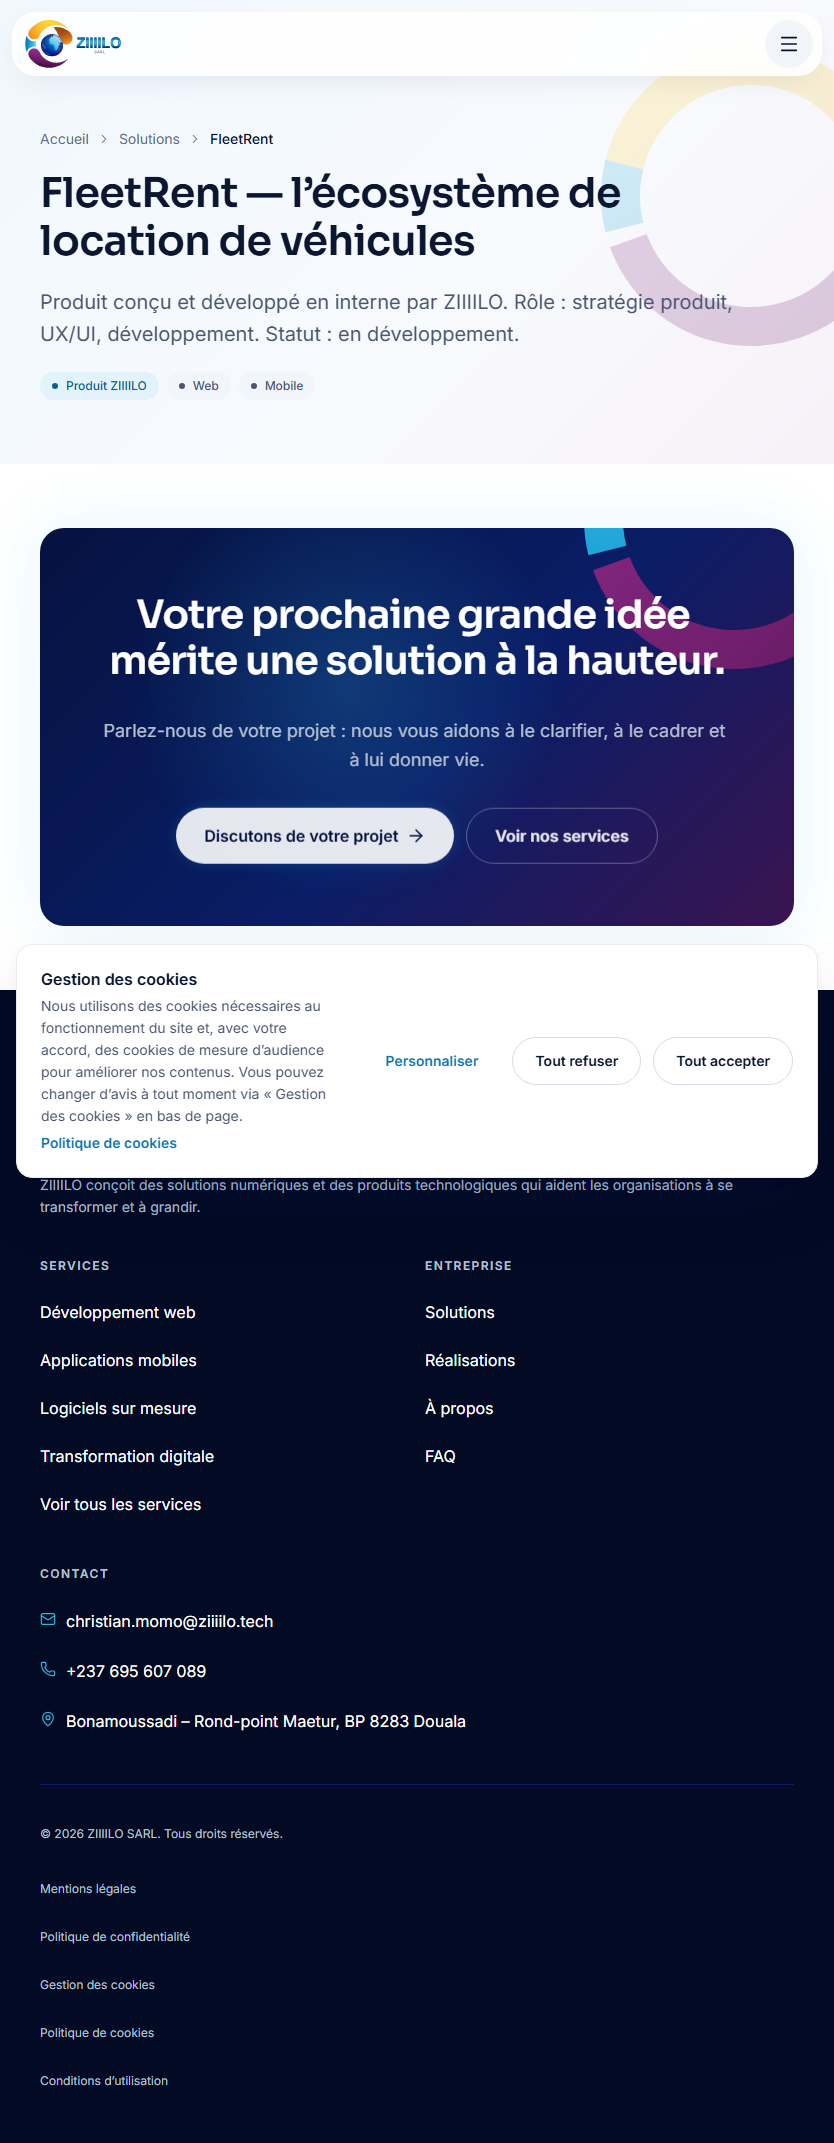 ZIIIILO
SARL
Accueil > Solutions > FleetRent
FleetRent — l’écosystème de
location de véhicules
Produit conçu et développé en interne par ZIIIILO. Rôle : stratégie produit,
UX/UI, développement. Statut : en développement.
Produit ZIIIILO
Web
Mobile
Votre prochaine grande idée
mérite une solution à la hauteur.
Parlez-nous de votre projet : nous vous aidons à le clarifier, à le cadrer et
à lui donner vie.
Discutons de votre projet →
Voir nos services
Gestion des cookies
Nous utilisons des cookies nécessaires au
fonctionnement du site et, avec votre
accord, des cookies de mesure d’audience
pour améliorer nos contenus. Vous pouvez
changer d’avis à tout moment via « Gestion
des cookies » en bas de page.
Politique de cookies
Personnaliser
Tout refuser
Tout accepter
ZIIIILO conçoit des solutions numériques et des produits technologiques qui aident les organisations à se
transformer et à grandir.
SERVICES
Développement web
Applications mobiles
Logiciels sur mesure
Transformation digitale
Voir tous les services
ENTREPRISE
Solutions
Réalisations
À propos
FAQ
CONTACT
christian.momo@ziiiilo.tech
+237 695 607 089
Bonamoussadi – Rond-point Maetur, BP 8283 Douala
© 2026 ZIIIILO SARL. Tous droits réservés.
Mentions légales
Politique de confidentialité
Gestion des cookies
Politique de cookies
Conditions d’utilisation